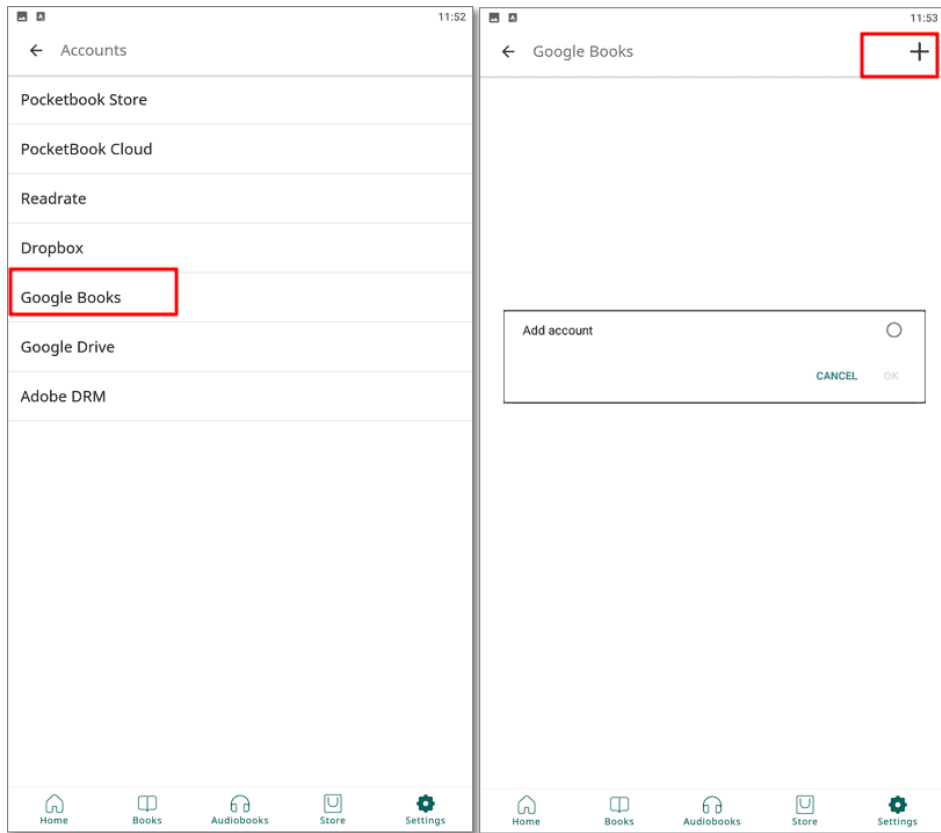 11:52
Accounts
Pocketbook Store
PocketBook Cloud
Readrate
Dropbox
Google Books
Google Drive
Adobe DRM
Home Books Audiobooks Store Settings
11:53
Google Books
Add account
CANCEL OK
Home Books Audiobooks Store Settings